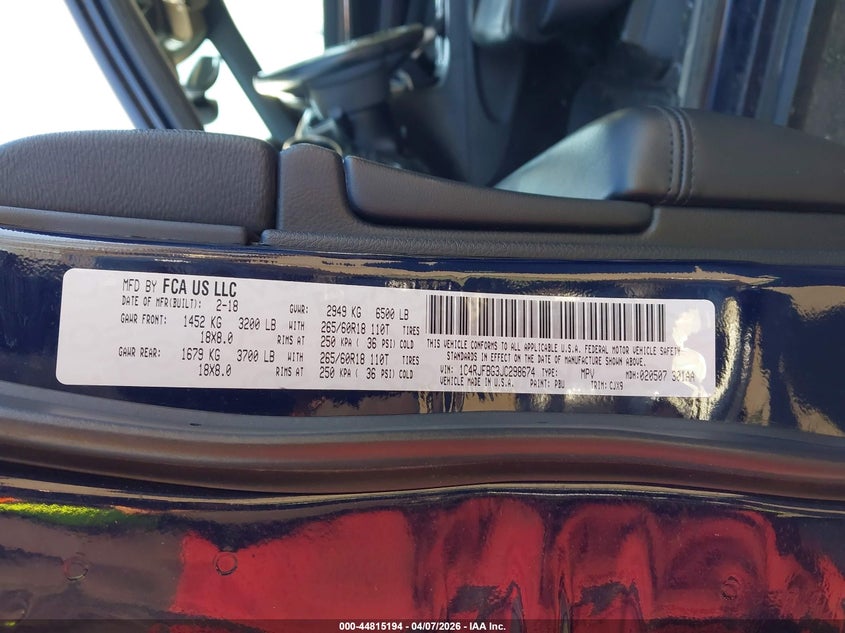 MFD BY FCA US LLC
DATE OF MFR(BUILT): 2-18 GVWR: 2949 KG 6500 LB
GAWR FRONT: 1452 KG 3200 LB WITH 265/60R18 110T TIRES
18X8.0 RIMS AT 250 KPA ( 36 PSI) COLD
GAWR REAR: 1679 KG 3700 LB WITH 265/60R18 110T TIRES
18X8.0 RIMS AT 250 KPA ( 36 PSI) COLD
THIS VEHICLE CONFORMS TO ALL APPLICABLE U.S.A. FEDERAL MOTOR VEHICLE SAFETY
STANDARDS IN EFFECT ON THE DATE OF MANUFACTURE SHOWN ABOVE.
VIN: 1C4RJFBG3JC298674 TYPE: MPV MDH: 020507 331AA
VEHICLE MADE IN U.S.A. PAINT: PBU TRIM: CJX9
000-44815194 - 04/07/2026 - IAA Inc.